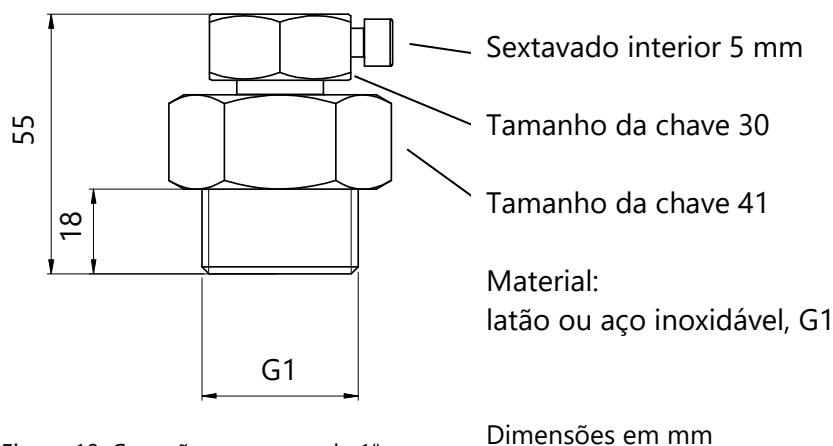 Sextavado interior 5 mm
55
Tamanho da chave 30
Tamanho da chave 41
18
Material:
latão ou aço inoxidável, G1
G1
Dimensões em mm